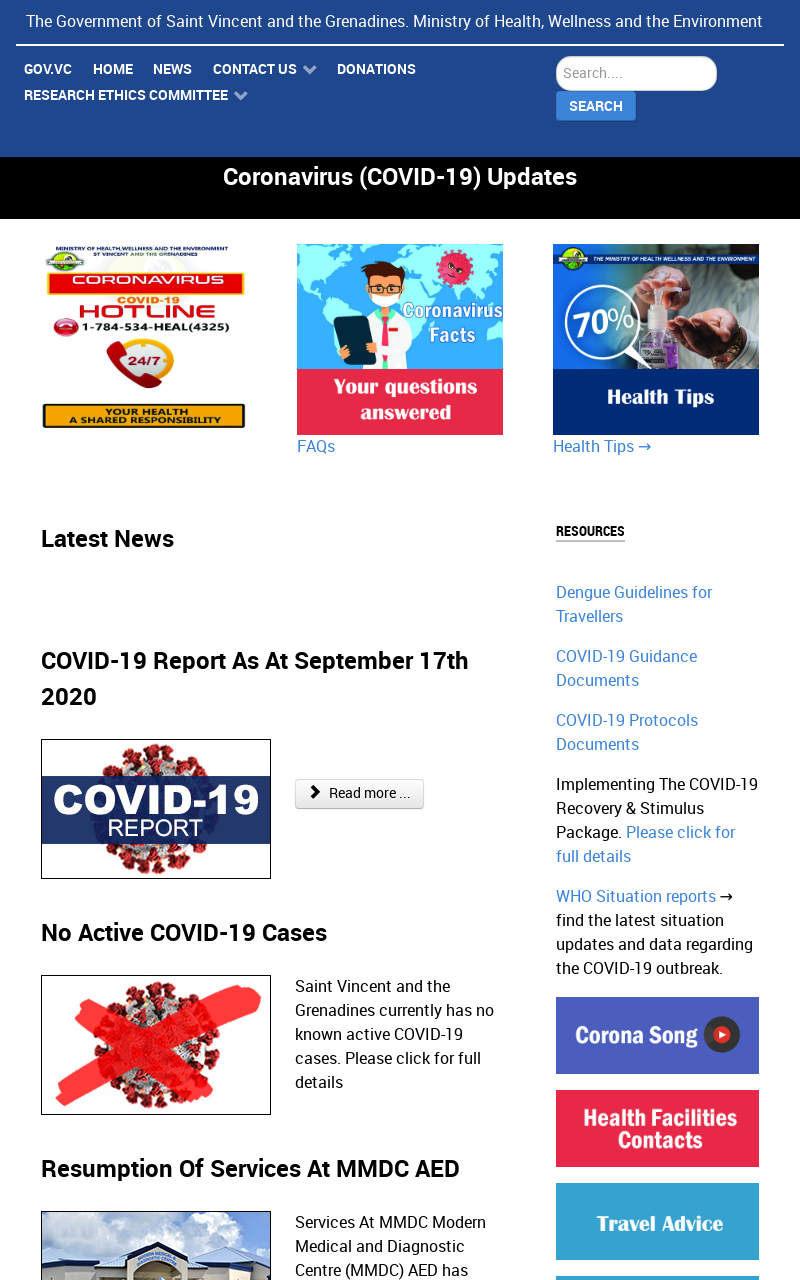 The Government of Saint Vincent and the Grenadines. Ministry of Health, Wellness and the Environment
GOV.VC HOME NEWS CONTACT US DONATIONS
RESEARCH ETHICS COMMITTEE
Search....
SEARCH
Coronavirus (COVID-19) Updates
MINISTRY OF HEALTH,WELLNESS AND THE ENVIRONMENT
ST VINCENT AND THE GRENADINES
CORONAVIRUS
COVID-19
HOTLINE
1-784-534-HEAL(4325)
24/7
YOUR HEALTH
A SHARED RESPONSIBILITY
Coronavirus
Facts
Your questions
answered
FAQs
THE MINISTRY OF HEALTH WELLNESS AND THE ENVIRONMENT
70%
Health Tips
Health Tips →
Latest News
COVID-19 Report As At September 17th
2020
COVID-19
REPORT
Read more ...
No Active COVID-19 Cases
Saint Vincent and the
Grenadines currently has no
known active COVID-19
cases. Please click for full
details
Resumption Of Services At MMDC AED
MODERN MEDICAL &
DIAGNOSTIC CENTRE
Services At MMDC Modern
Medical and Diagnostic
Centre (MMDC) AED has
RESOURCES
Dengue Guidelines for
Travellers
COVID-19 Guidance
Documents
COVID-19 Protocols
Documents
Implementing The COVID-19
Recovery & Stimulus
Package. Please click for
full details
WHO Situation reports →
find the latest situation
updates and data regarding
the COVID-19 outbreak.
Corona Song
Health Facilities
Contacts
Travel Advice